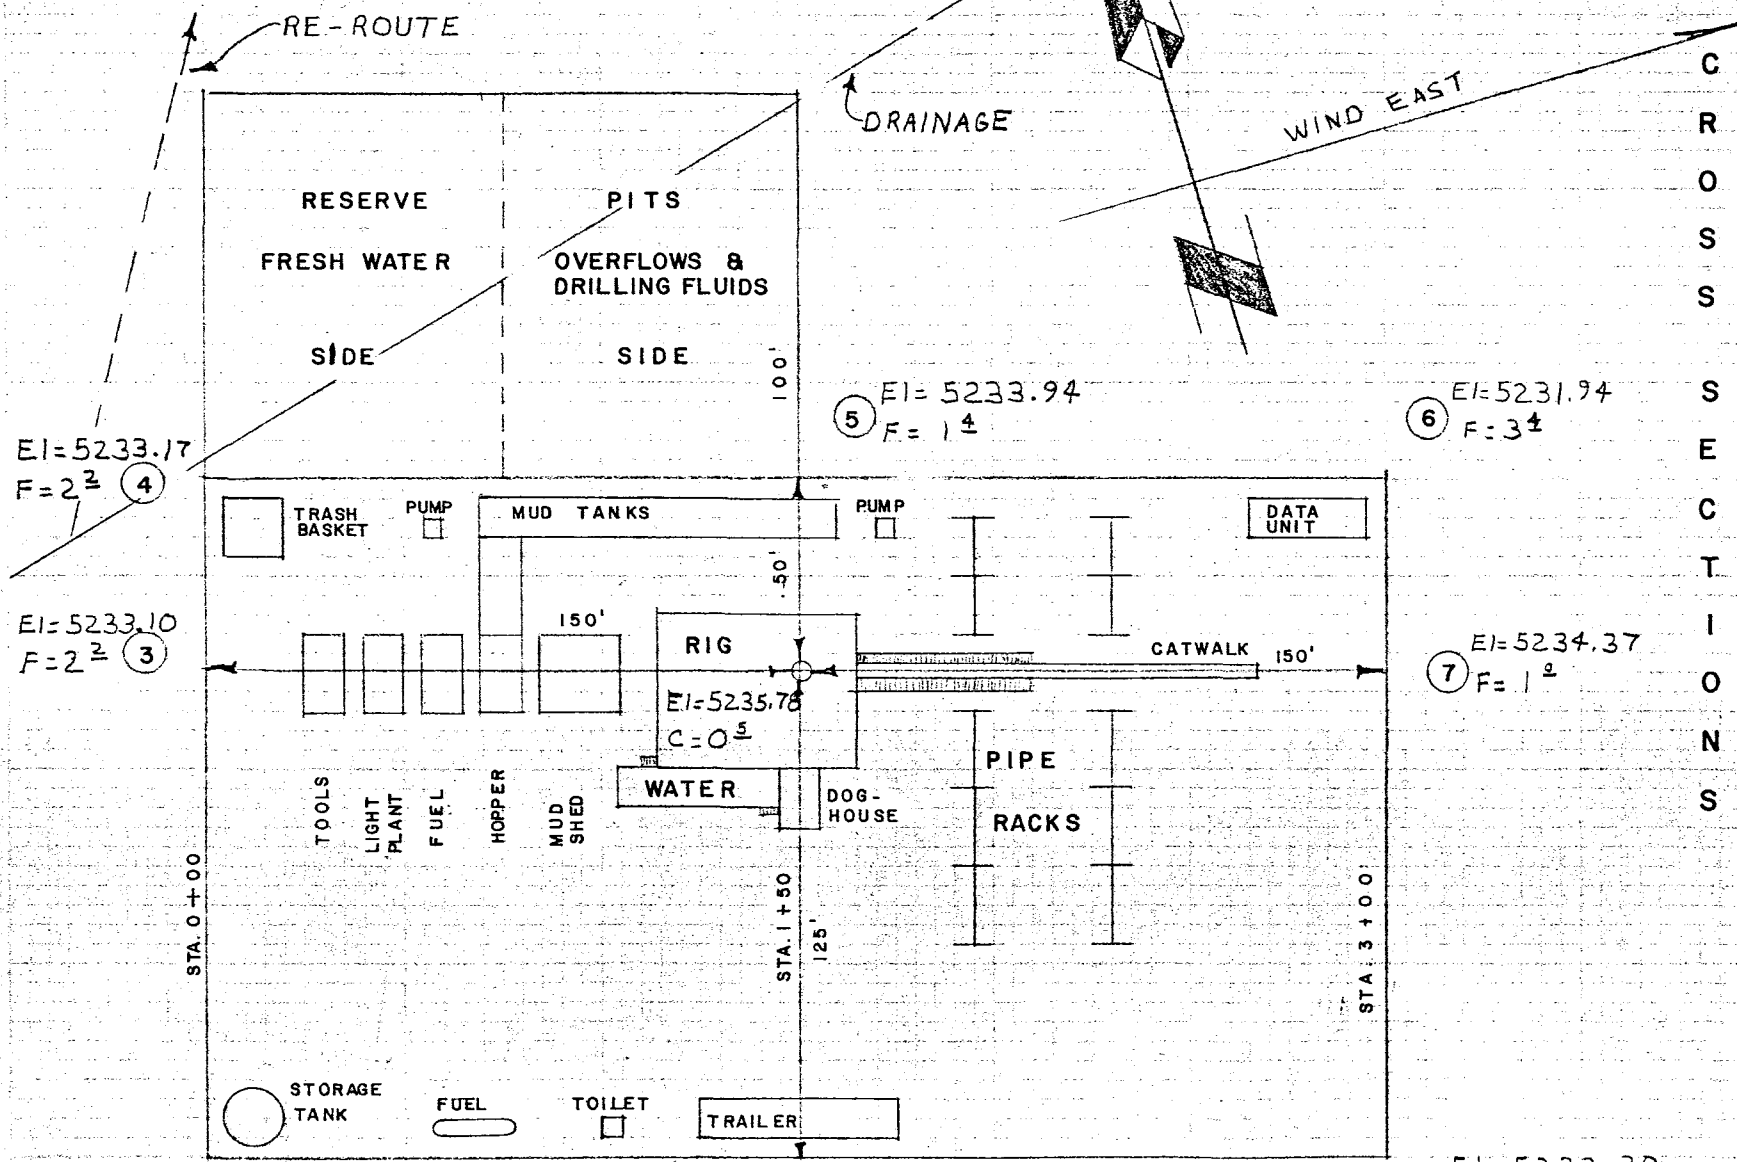 RE-ROUTE
DRAINAGE
WIND EAST
CROSS SECTIONS
RESERVE PITS
FRESH WATER
SIDE
OVERFLOWS &
DRILLING FLUIDS
SIDE
100'
5 El= 5233.94
F= 1 4
6 El=5231.94
F=3 4
El=5233.17
F=2 2 4
TRASH
BASKET
PUMP
MUD TANKS
PUMP
DATA
UNIT
50'
El=5233.10
F=2 2 3
150'
RIG
CATWALK
150'
7 El=5234.37
F= 1
El=5235.78
C=0 5
TOOLS
LIGHT
PLANT
FUEL
HOPPER
MUD
SHED
WATER
DOG-
HOUSE
PIPE
RACKS
STA. 0+00
STA. 1+50
125'
STA. 3+00
STORAGE
TANK
FUEL
TOILET
TRAILER